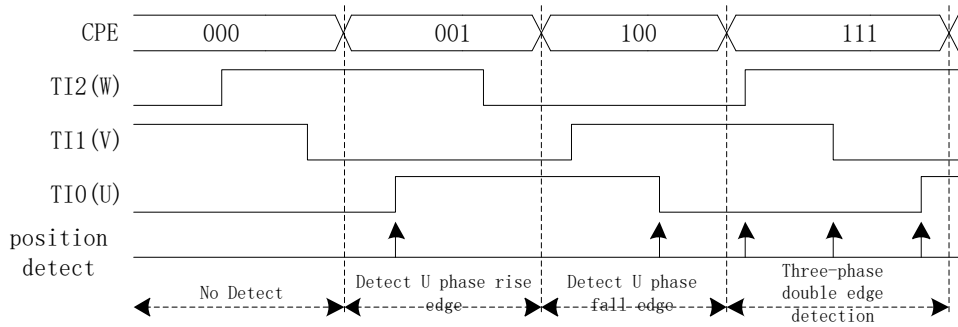 CPE 000 001 100 111
TI2(W)
TI1(V)
TI0(U)
position
detect
No Detect
Detect U phase rise
edge
Detect U phase
fall edge
Three-phase
double edge
detection